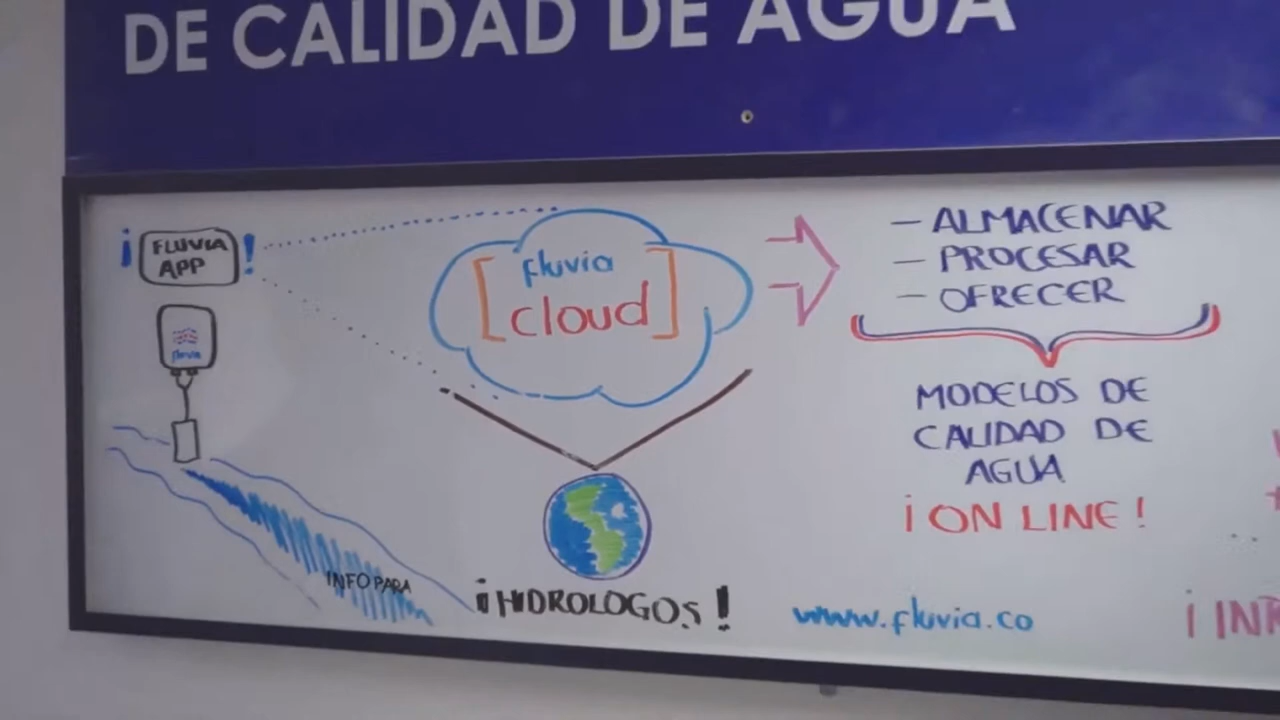 DE CALIDAD DE AGUA
¡ FLUVIA !
APP
fluvia
fluvia
[cloud]
- ALMACENAR
- PROCESAR
- OFRECER
MODELOS DE
CALIDAD DE
AGUA
¡ON LINE!
INFO PARA
¡HIDROLOGOS!
www.fluvia.co